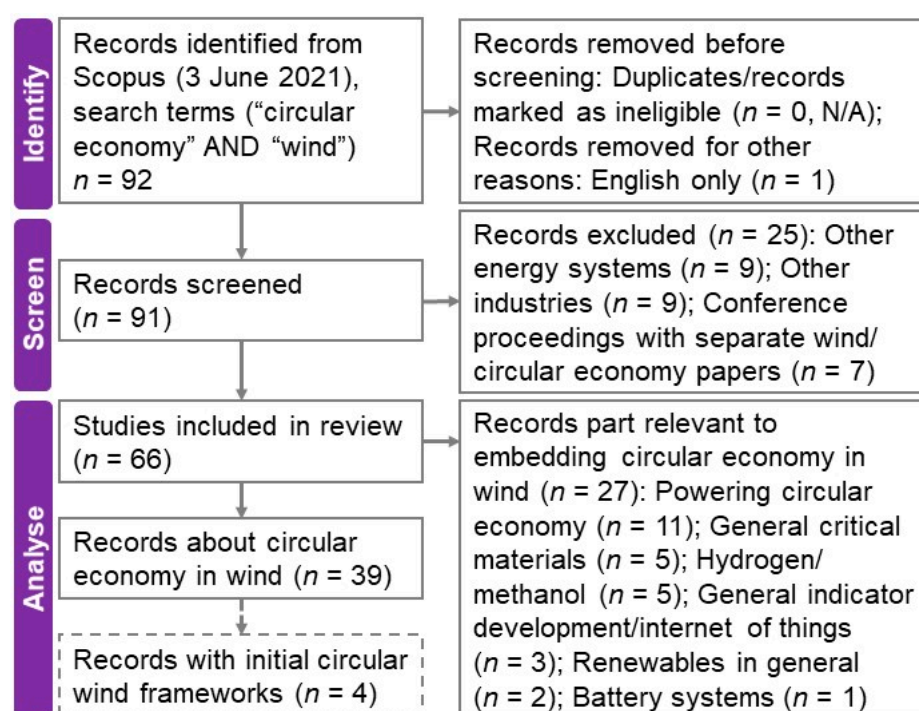 Identify
Records identified from
Scopus (3 June 2021),
search terms (“circular
economy” AND “wind”)
n = 92
Records removed before
screening: Duplicates/records
marked as ineligible (n = 0, N/A);
Records removed for other
reasons: English only (n = 1)
Screen
Records screened
(n = 91)
Records excluded (n = 25): Other
energy systems (n = 9); Other
industries (n = 9); Conference
proceedings with separate wind/
circular economy papers (n = 7)
Analyse
Studies included in review
(n = 66)
Records about circular
economy in wind (n = 39)
Records with initial circular
wind frameworks (n = 4)
Records part relevant to
embedding circular economy in
wind (n = 27): Powering circular
economy (n = 11); General critical
materials (n = 5); Hydrogen/
methanol (n = 5); General indicator
development/internet of things
(n = 3); Renewables in general
(n = 2); Battery systems (n = 1)